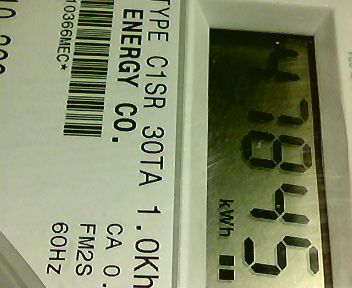 47845
kWh
TYPE C1SR 30TA 1.0Kh
ENERGY CO.
CA 0.
FM2S
60Hz
10366MEC*